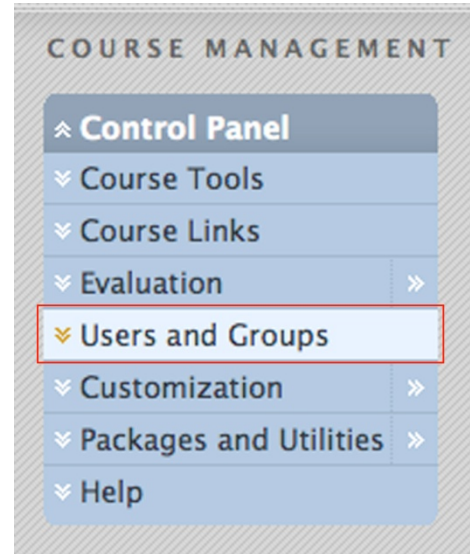 COURSE MANAGEMENT
Control Panel
Course Tools
Course Links
Evaluation
Users and Groups
Customization
Packages and Utilities
Help